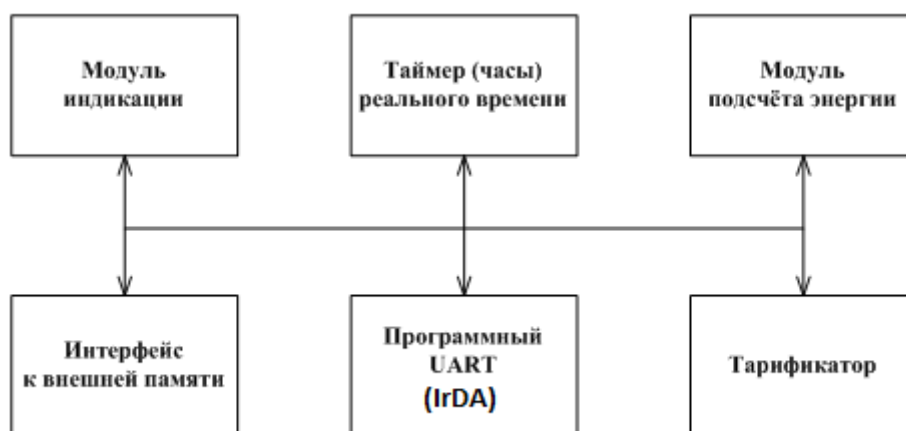 Модуль
индикации
Таймер (часы)
реального времени
Модуль
подсчёта энергии
Интерфейс
к внешней памяти
Программный
UART
(IrDA)
Тарификатор